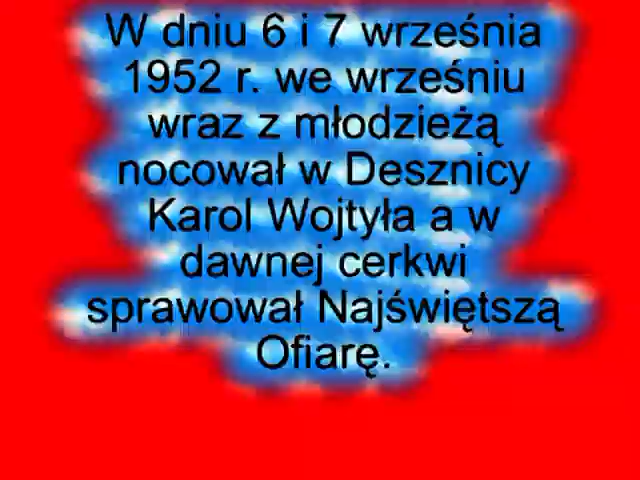 W dniu 6 i 7 września
1952 r. we wrześniu
wraz z młodzieżą
nocował w Desznicy
Karol Wojtyła a w
dawnej cerkwi
sprawował Najświętszą
Ofiarę.